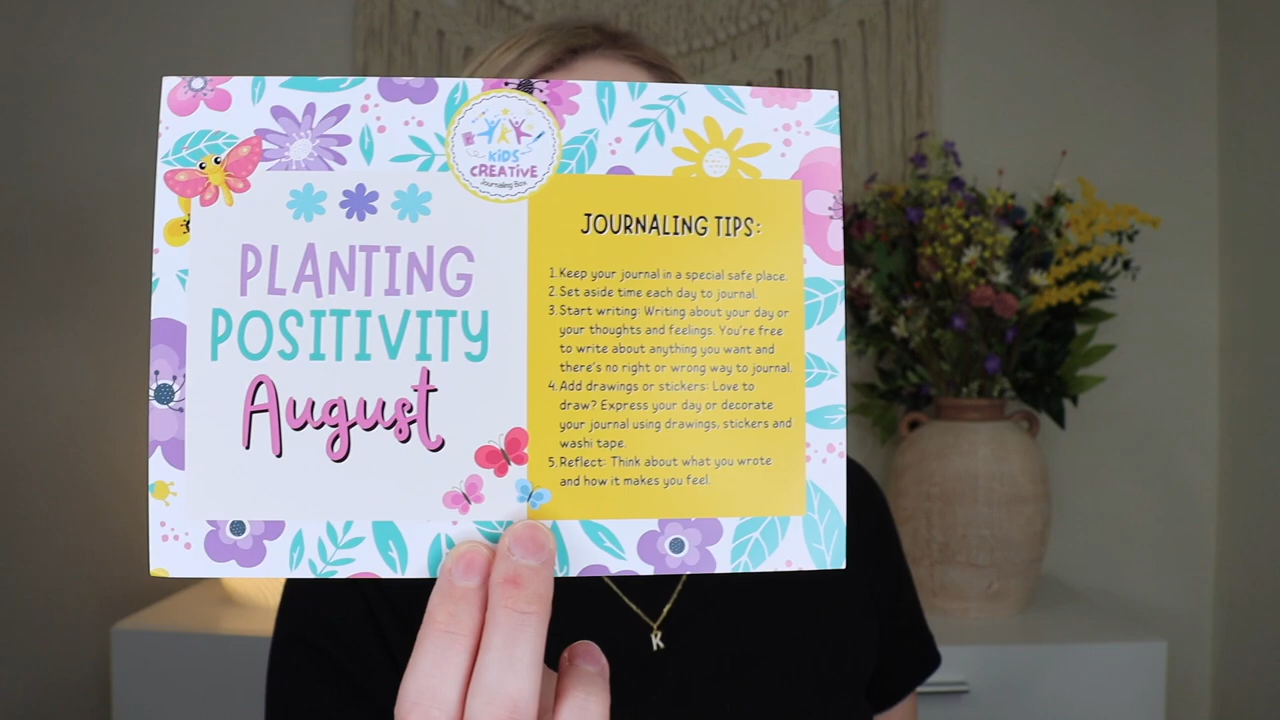 YAK
KiDS
CREATIVE
Journaling Box
PLANTING
POSITIVITY
August
JOURNALING TIPS:
1. Keep your journal in a special safe place.
2. Set aside time each day to journal.
3. Start writing: Writing about your day or
your thoughts and feelings. You're free
to write about anything you want and
there's no right or wrong way to journal.
4. Add drawings or stickers: Love to
draw? Express your day or decorate
your journal using drawings, stickers and
washi tape.
5. Reflect: Think about what you wrote
and how it makes you feel.
K